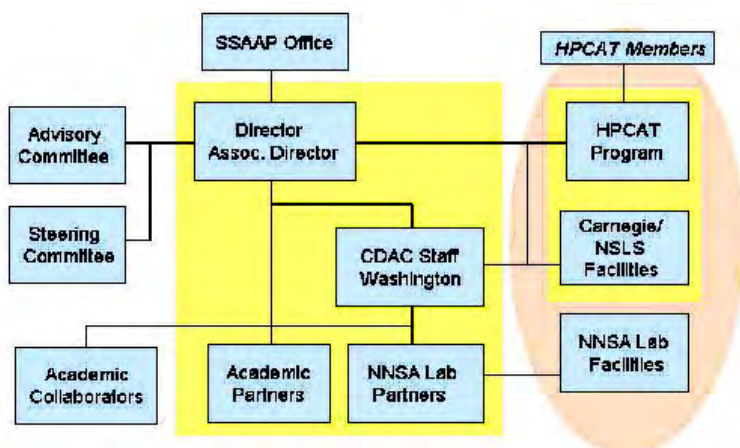 SSAAP Office
HPCAT Members
Advisory
Committee
Director
Assoc. Director
HPCAT
Program
Steering
Committee
CDAC Staff
Washington
Carnegie/
NSLS
Facilities
Academic
Collaborators
Academic
Partners
NNSA Lab
Partners
NNSA Lab
Facilities